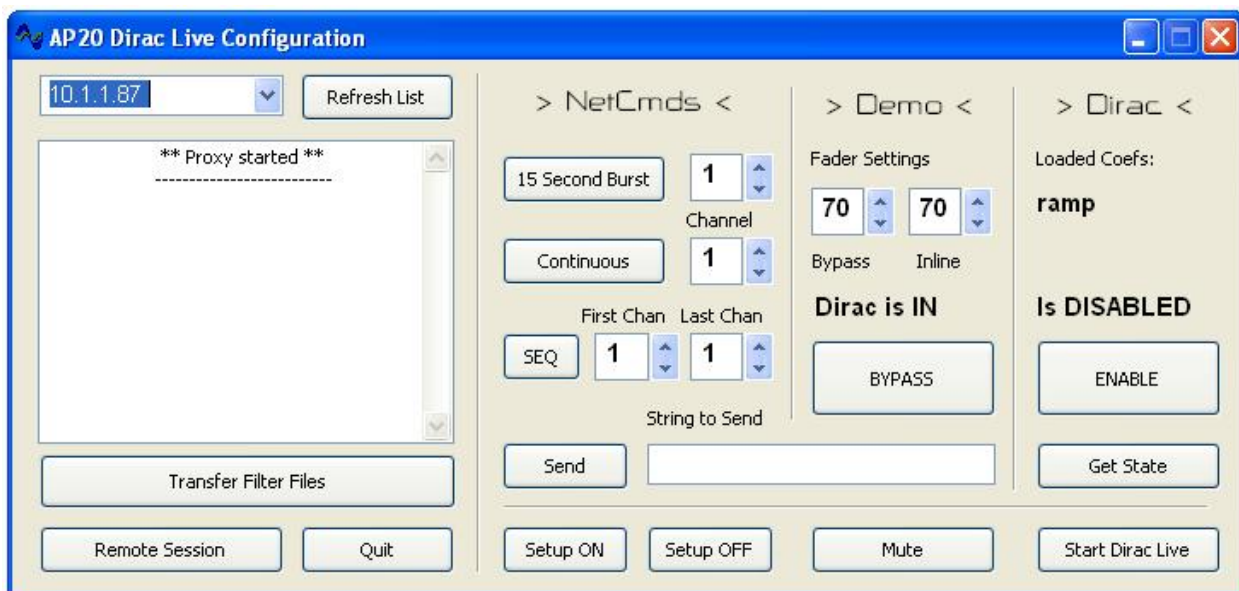 AP20 Dirac Live Configuration
10.1.1.87
Refresh List
** Proxy started **
--------------------------
Transfer Filter Files
Remote Session
Quit
> NetCmds <
15 Second Burst
1
Channel
Continuous
1
First Chan
Last Chan
SEQ
1
1
String to Send
Send
Setup ON
Setup OFF
> Demo <
Fader Settings
70
70
Bypass
Inline
Dirac is IN
BYPASS
Mute
> Dirac <
Loaded Coefs:
ramp
Is DISABLED
ENABLE
Get State
Start Dirac Live